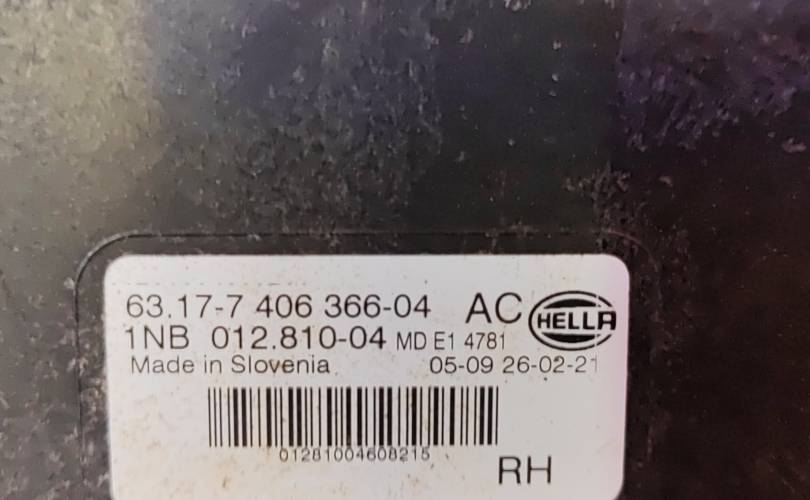 63.17-7 406 366-04 AC HELLA
1NB 012.810-04 MD E1 4781
Made in Slovenia 05-09 26-02-21
01281004608215
RH